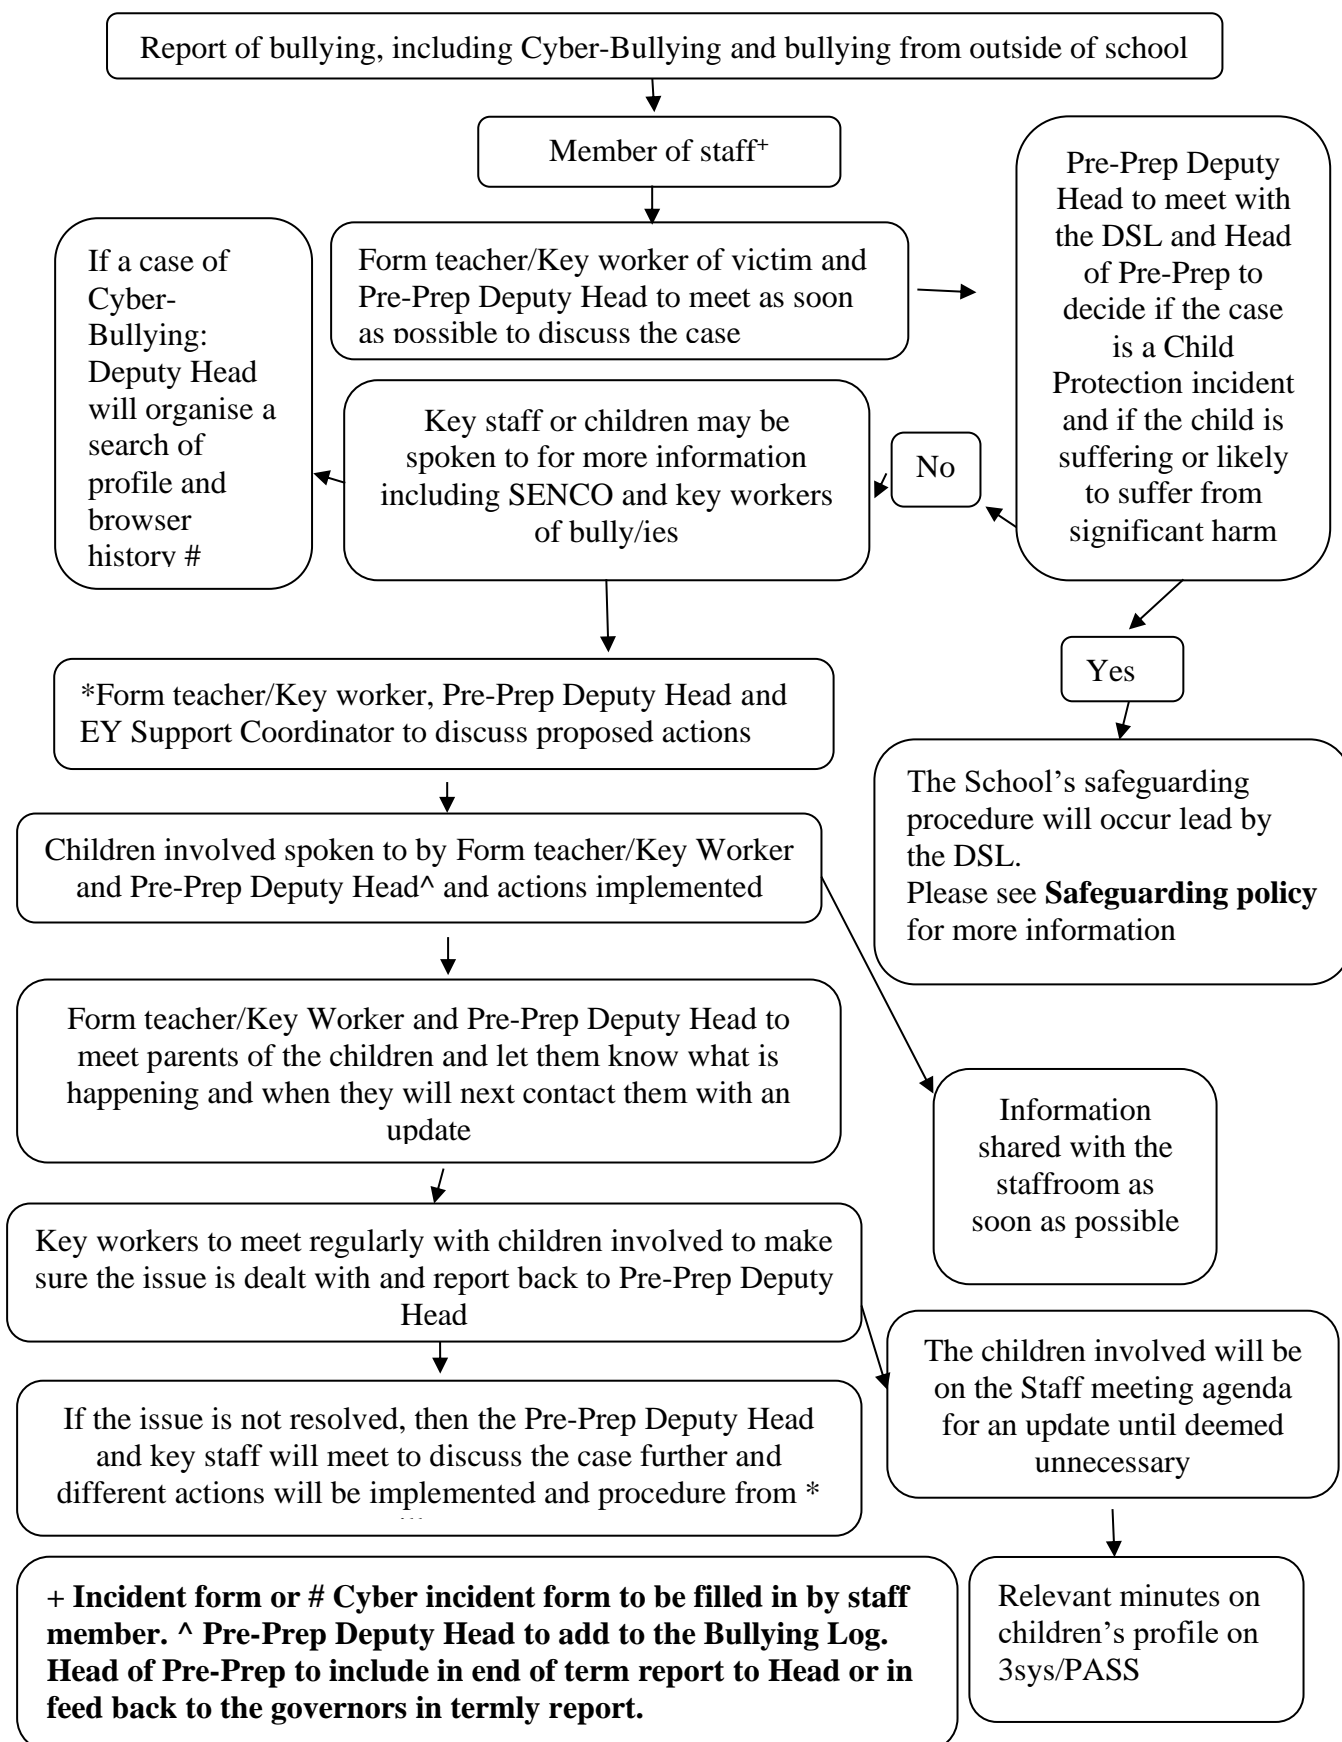 Report of bullying, including Cyber-Bullying and bullying from outside of school
Member of staff+
Form teacher/Key worker of victim and
Pre-Prep Deputy Head to meet as soon
as possible to discuss the case
Pre-Prep Deputy
Head to meet with
the DSL and Head
of Pre-Prep to
decide if the case
is a Child
Protection incident
and if the child is
suffering or likely
to suffer from
significant harm
If a case of
Cyber-
Bullying:
Deputy Head
will organise a
search of
profile and
browser
history #
Key staff or children may be
spoken to for more information
including SENCO and key workers
of bully/ies
No
Yes
*Form teacher/Key worker, Pre-Prep Deputy Head and
EY Support Coordinator to discuss proposed actions
The School’s safeguarding
procedure will occur lead by
the DSL.
Please see Safeguarding policy
for more information
Children involved spoken to by Form teacher/Key Worker
and Pre-Prep Deputy Head^ and actions implemented
Form teacher/Key Worker and Pre-Prep Deputy Head to
meet parents of the children and let them know what is
happening and when they will next contact them with an
update
Information
shared with the
staffroom as
soon as possible
Key workers to meet regularly with children involved to make
sure the issue is dealt with and report back to Pre-Prep Deputy
Head
The children involved will be
on the Staff meeting agenda
for an update until deemed
unnecessary
If the issue is not resolved, then the Pre-Prep Deputy Head
and key staff will meet to discuss the case further and
different actions will be implemented and procedure from *
+ Incident form or # Cyber incident form to be filled in by staff
member. ^ Pre-Prep Deputy Head to add to the Bullying Log.
Head of Pre-Prep to include in end of term report to Head or in
feed back to the governors in termly report.
Relevant minutes on
children’s profile on
3sys/PASS